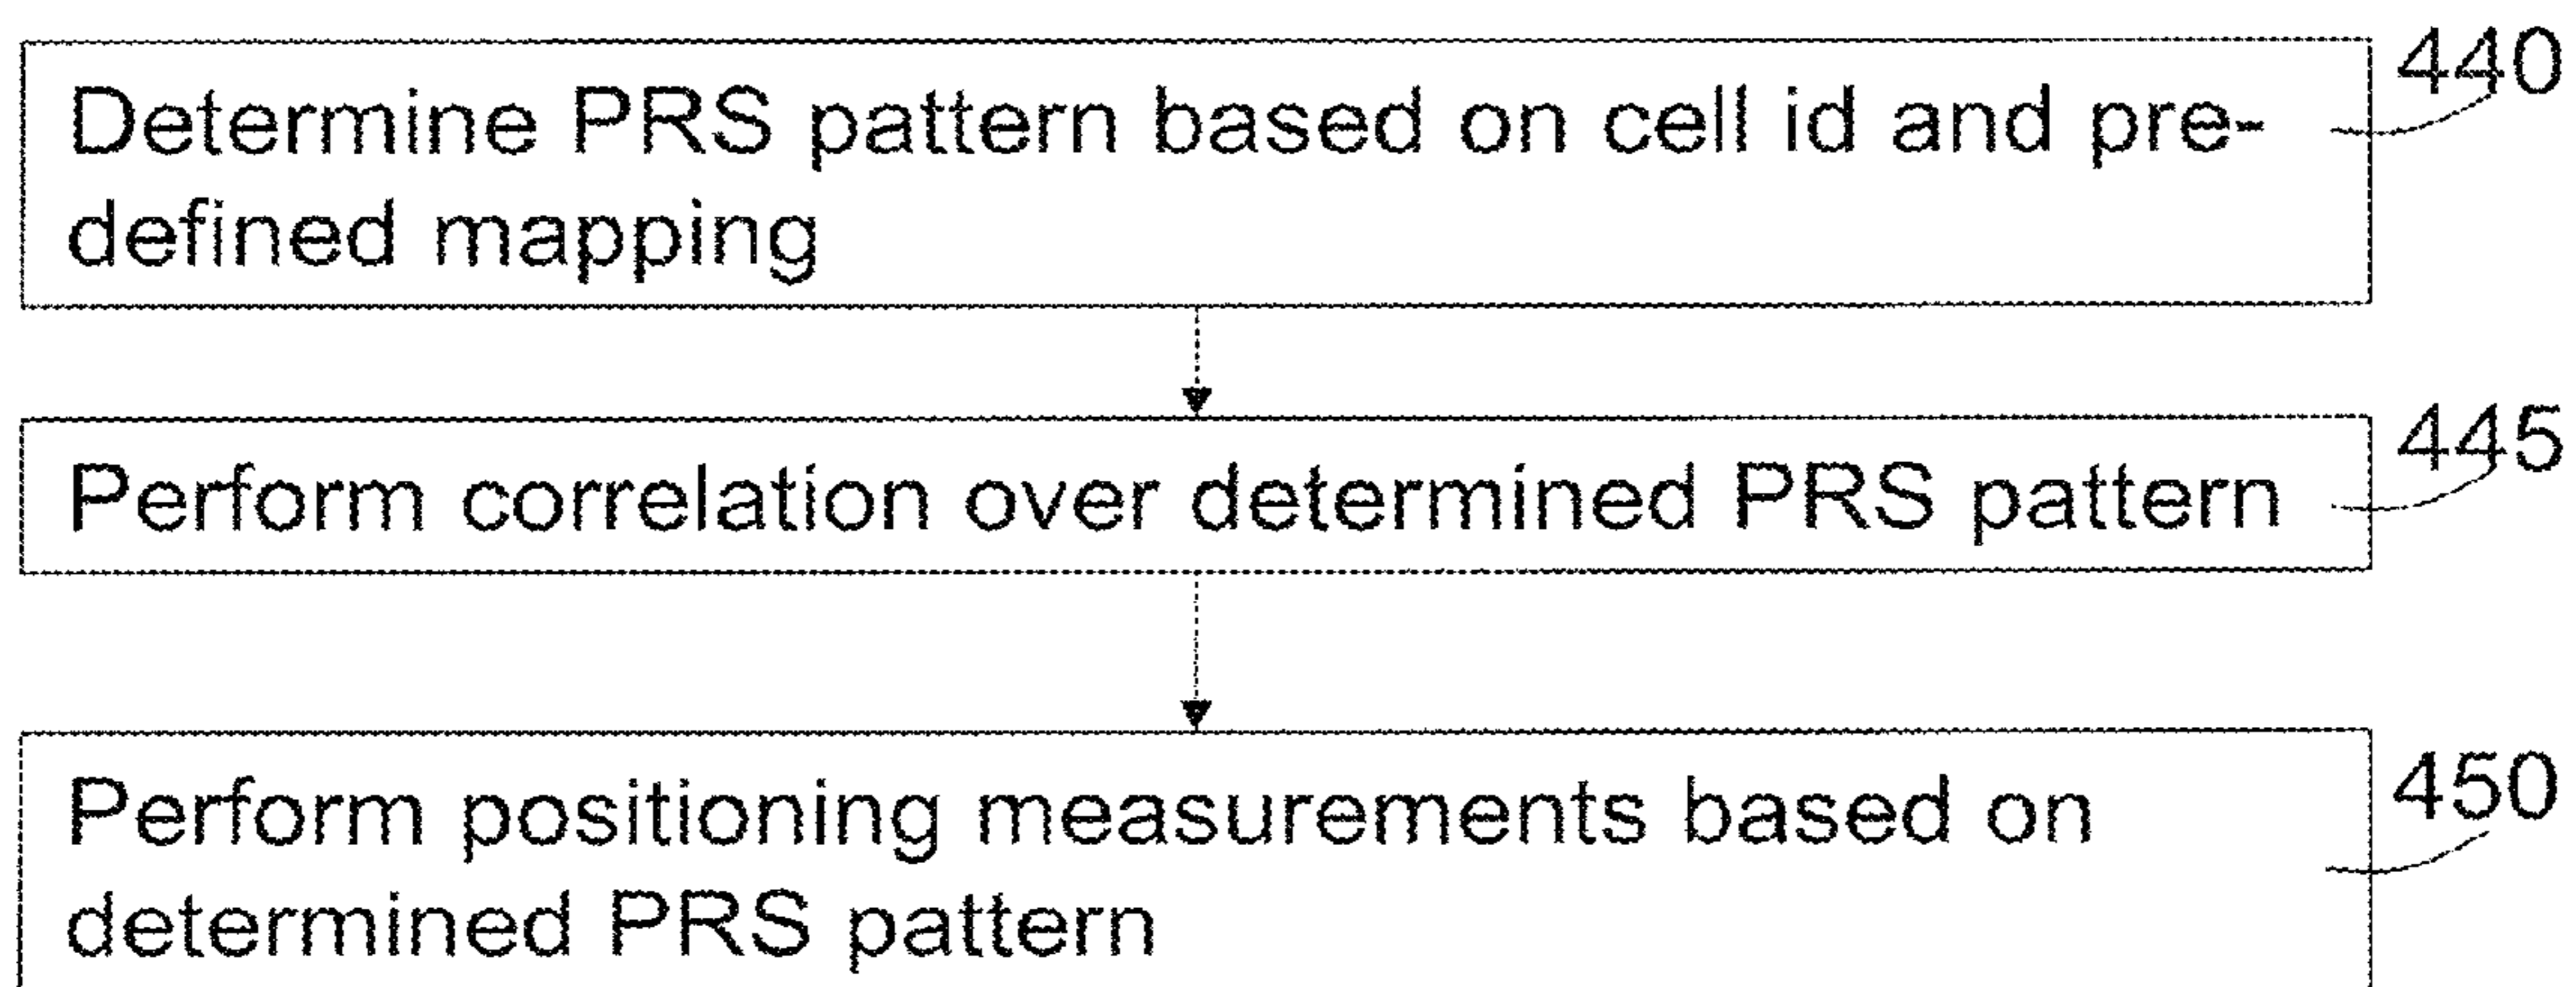 440
Determine PRS pattern based on cell id and pre-
defined mapping
445
Perform correlation over determined PRS pattern
450
Perform positioning measurements based on
determined PRS pattern